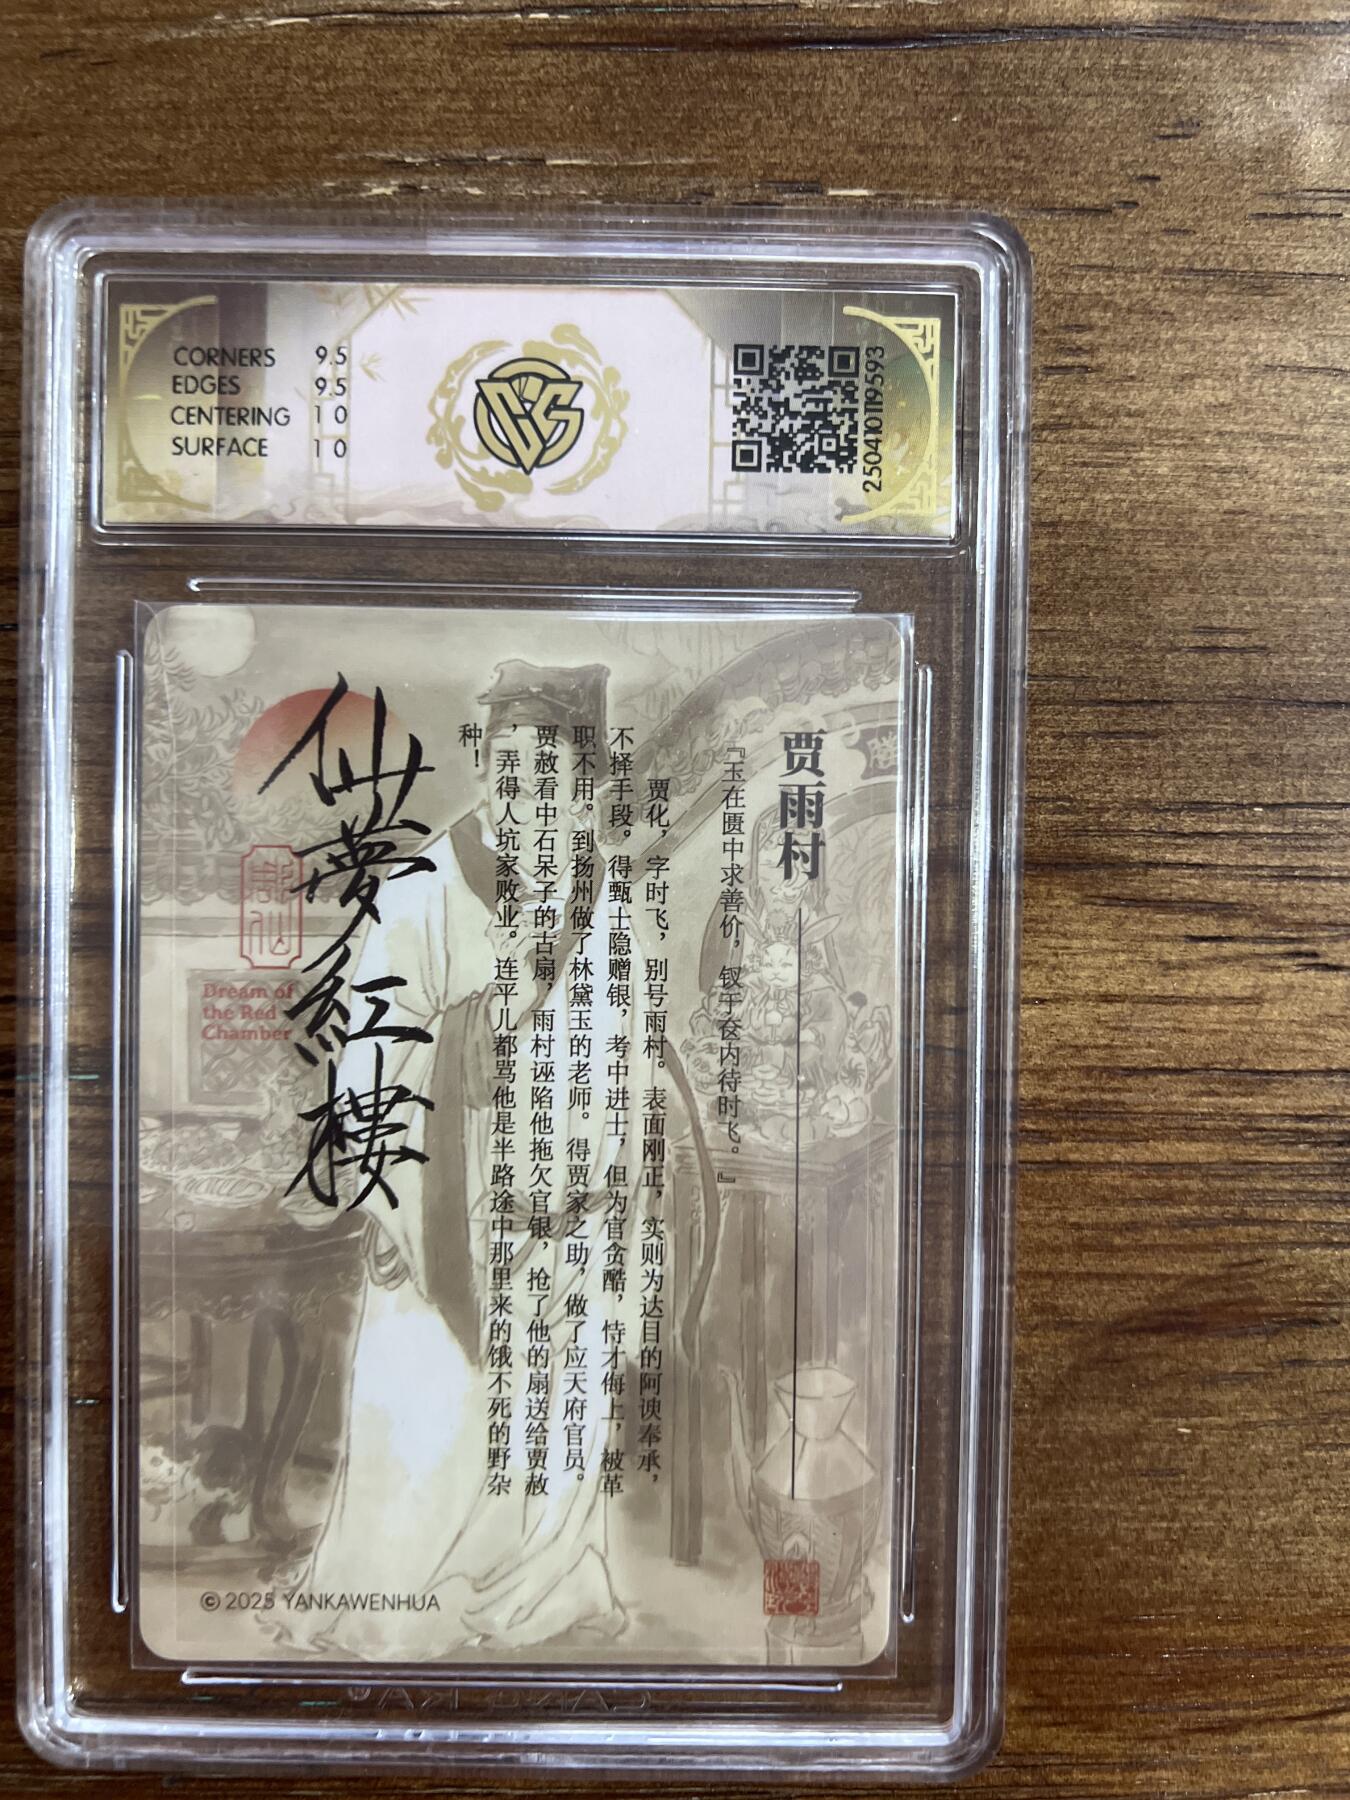 CORNERS 9.5
EDGES 9.5
CENTERING 10
SURFACE 10
CCS
2504101119593
贾雨村
『玉在匮中求善价，钗于奁内待时飞。』
贾化，字时飞，别号雨村。表面刚正，实则为达目的阿谀奉承，
不择手段。得甄士隐赠银，考中进士，但为官贪酷，恃才侮上，被革
职不用。到扬州做了林黛玉的老师。得贾家之助，做了应天府官员。
贾赦看中石呆子的古扇，雨村诬陷他拖欠官银，抢了他的扇送给贾赦
，弄得人坑家败业。连平儿都骂他是半路途中那里来的饿不死的野杂
种！
仙夢紅樓
Dream of
the Red
Chamber
© 2025 YANKAWENHUA